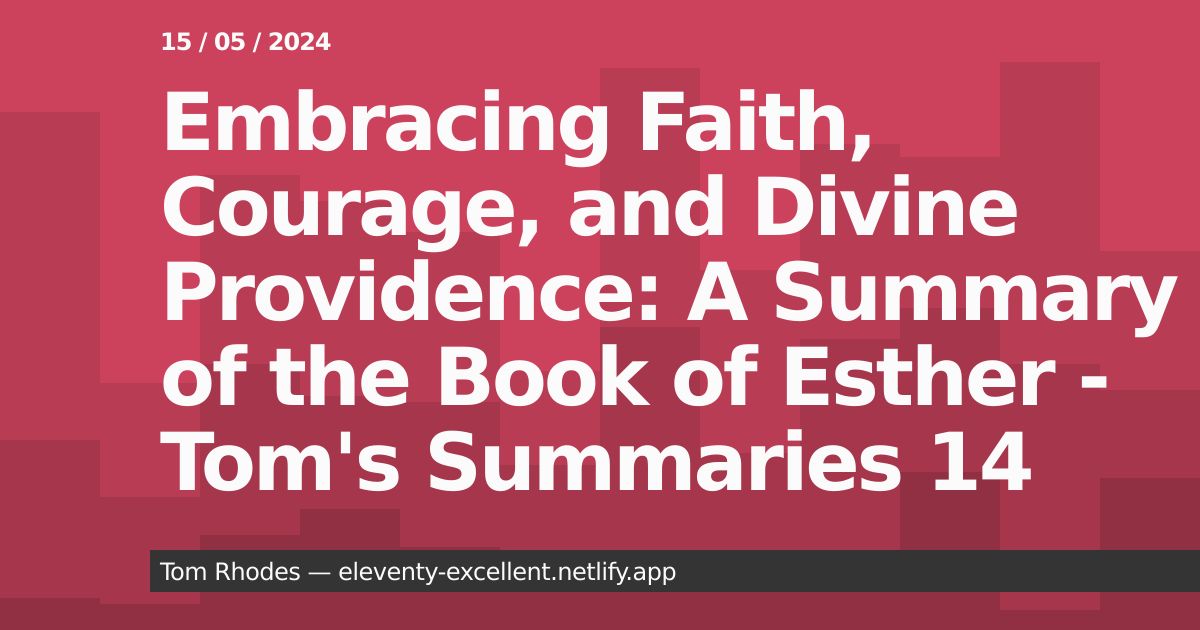 15 / 05 / 2024
Embracing Faith,
Courage, and Divine
Providence: A Summary
of the Book of Esther -
Tom's Summaries 14
Tom Rhodes — eleventy-excellent.netlify.app